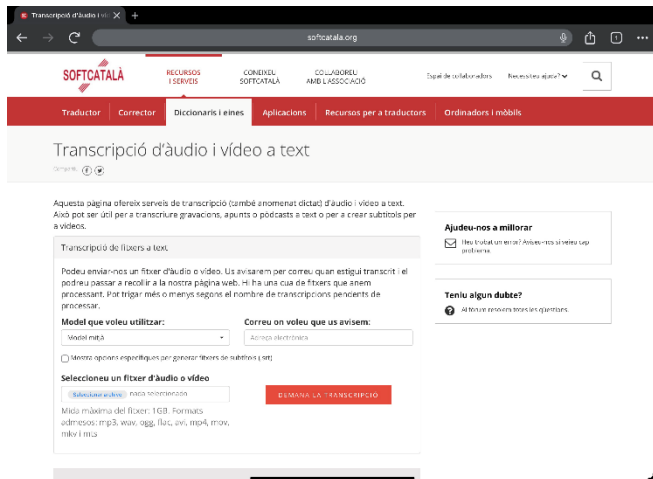 Transcripció d'àudio i víde
softcatala.org
SOFTCATALÀ
RECURSOS
I SERVEIS
CONEIXEU
SOFTCATALÀ
COL·LABOREU
AMB L'ASSOCIACIÓ
Espai de col·laboradors
Necessiteu ajuda?
Traductor
Corrector
Diccionaris i eines
Aplicacions
Recursos per a traductors
Ordinadors i mòbils
Transcripció d'àudio i vídeo a text
Aquesta pàgina ofereix serveis de transcripció (també anomenat dictat) d'àudio i vídeo a text.
Això pot ser útil per a transcriure gravacions, apunts o pòdcasts a text o per a crear subtítols per
a vídeos.
Transcripció de fitxers a text
Podeu enviar-nos un fitxer d'àudio o vídeo. Us avisarem per correu quan estigui transcrit i el
podreu passar a recollir a la nostra pàgina web. Hi ha una cua de fitxers que anem
processant. Pot trigar més o menys segons el nombre de transcripcions pendents de
processar.
Model que voleu utilitzar:
Correu on voleu que us avisem:
Model mitjà
Adreça electrònica
Mostra opcions específiques per generar fitxers de subtítols (.srt)
Seleccioneu un fitxer d'àudio o vídeo
Seleccionar archivo
nada seleccionado
DEMANA LA TRANSCRIPCIÓ
Mida màxima del fitxer: 1GB. Formats
admesos: mp3, wav, ogg, flac, avi, mp4, mov,
mkv i mts
Ajudeu-nos a millorar
Heu trobat un error? Aviseu-nos si veieu cap
problema.
Teniu algun dubte?
Al fòrum resolem totes les qüestions.